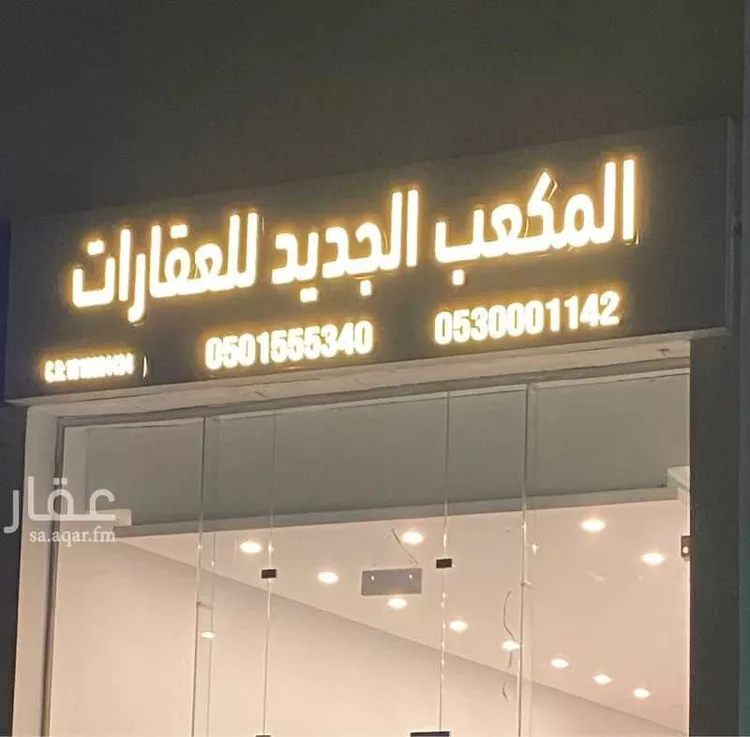 المكعب الجديد للعقارات
0530001142
0501555340
عقار
sa.aqar.fm